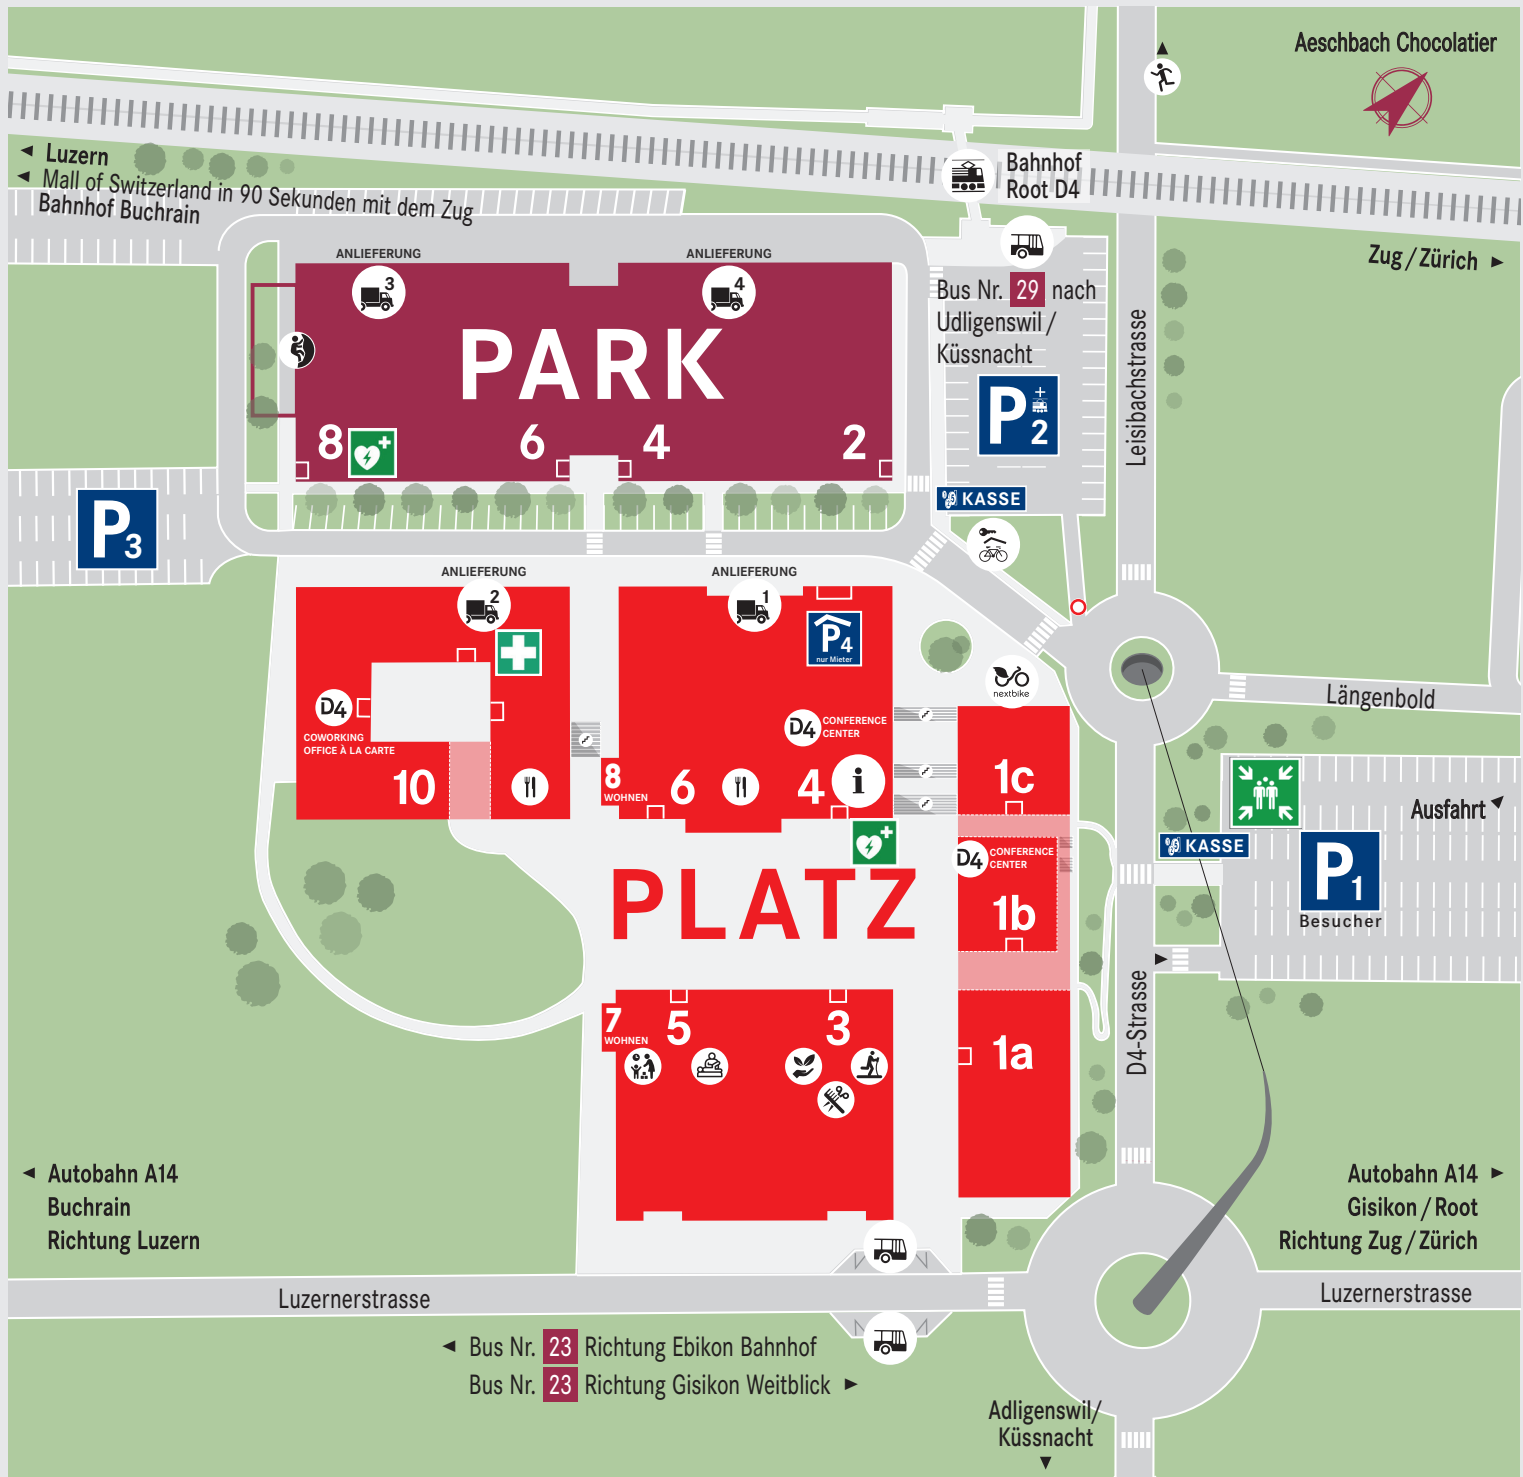 Aeschbach Chocolatier
Luzern
Mall of Switzerland in 90 Sekunden mit dem Zug
Bahnhof Buchrain
Bahnhof
Root D4
Zug / Zürich
ANLIEFERUNG
3
ANLIEFERUNG
4
PARK
8
6
4
2
Bus Nr. 29 nach
Udligenswil /
Küssnacht
P2
KASSE
Leisibachstrasse
P3
ANLIEFERUNG
2
ANLIEFERUNG
1
P4
nur Mieter
nextbike
Längenbold
D4
COWORKING
OFFICE À LA CARTE
10
D4
CONFERENCE
CENTER
8
WOHNEN
6
4
i
1c
D4
CONFERENCE
CENTER
1b
1a
PLATZ
Ausfahrt
KASSE
P1
Besucher
7
WOHNEN
5
3
D4-Strasse
Autobahn A14
Buchrain
Richtung Luzern
Autobahn A14
Gisikon / Root
Richtung Zug / Zürich
Luzernerstrasse
Luzernerstrasse
Bus Nr. 23 Richtung Ebikon Bahnhof
Bus Nr. 23 Richtung Gisikon Weitblick
Adligenswil/
Küssnacht